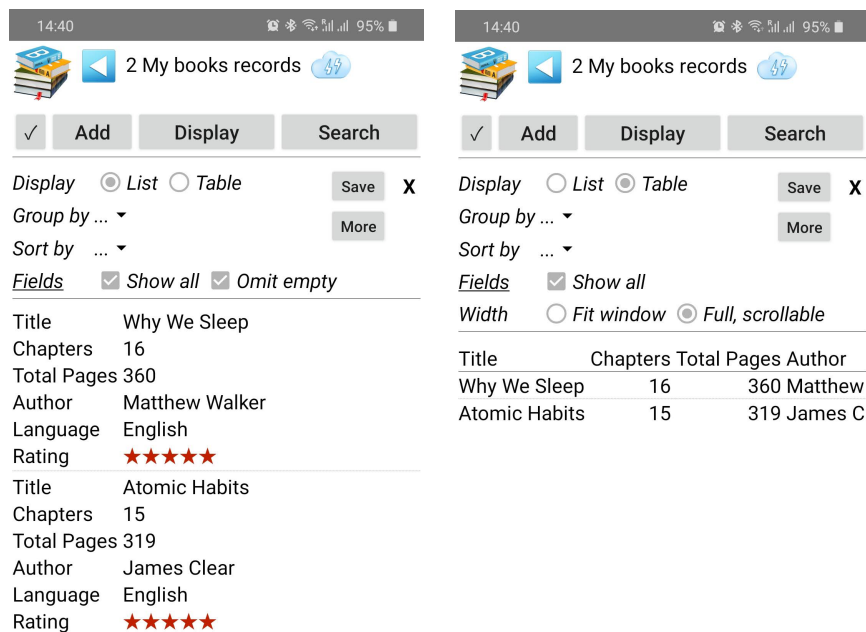 14:40 95%
2 My books records
✓ Add Display Search
Display List Table Save X
Group by ... More
Sort by ...
Fields Show all Omit empty
Title Why We Sleep
Chapters 16
Total Pages 360
Author Matthew Walker
Language English
Rating ★★★★★
Title Atomic Habits
Chapters 15
Total Pages 319
Author James Clear
Language English
Rating ★★★★★
14:40 95%
2 My books records
✓ Add Display Search
Display List Table Save X
Group by ... More
Sort by ...
Fields Show all
Width Fit window Full, scrollable
Title Chapters Total Pages Author
Why We Sleep 16 360 Matthew
Atomic Habits 15 319 James C